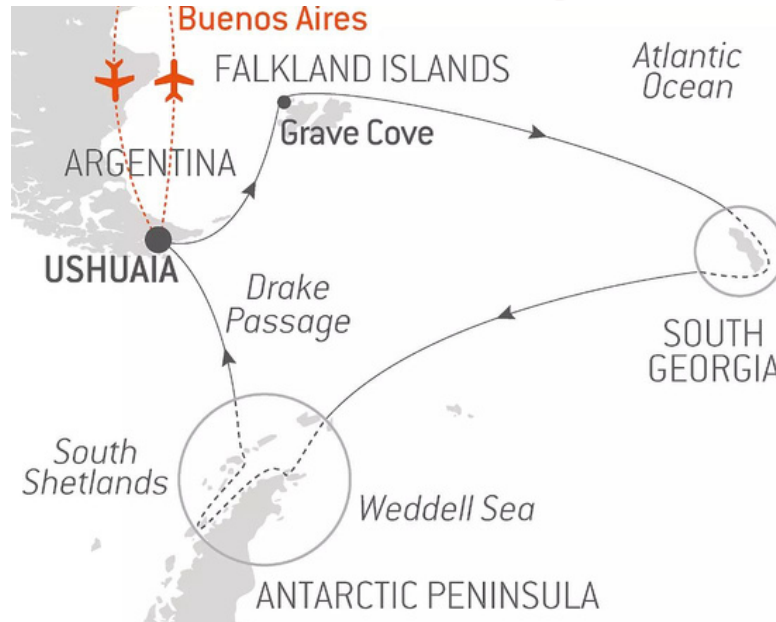 Buenos Aires
FALKLAND ISLANDS
Atlantic
Ocean
Grave Cove
ARGENTINA
USHUAIA
Drake
Passage
SOUTH
GEORGIA
South
Shetlands
Weddell Sea
ANTARCTIC PENINSULA